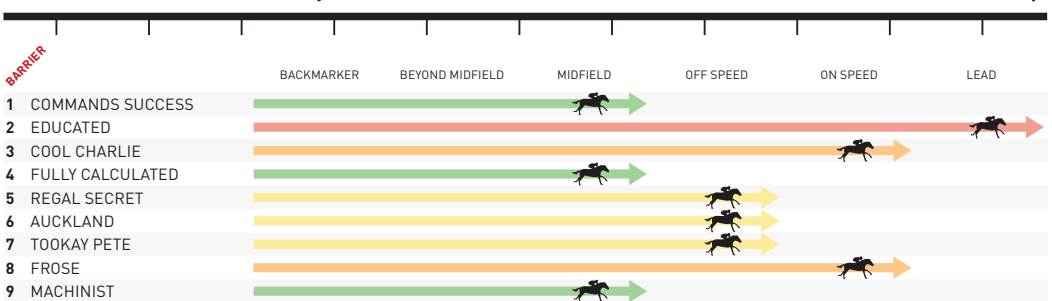 BARRIER
BACKMARKER BEYOND MIDFIELD MIDFIELD OFF SPEED ON SPEED LEAD
1 COMMANDS SUCCESS
2 EDUCATED
3 COOL CHARLIE
4 FULLY CALCULATED
5 REGAL SECRET
6 AUCKLAND
7 TOOKAY PETE
8 FROSE
9 MACHINIST